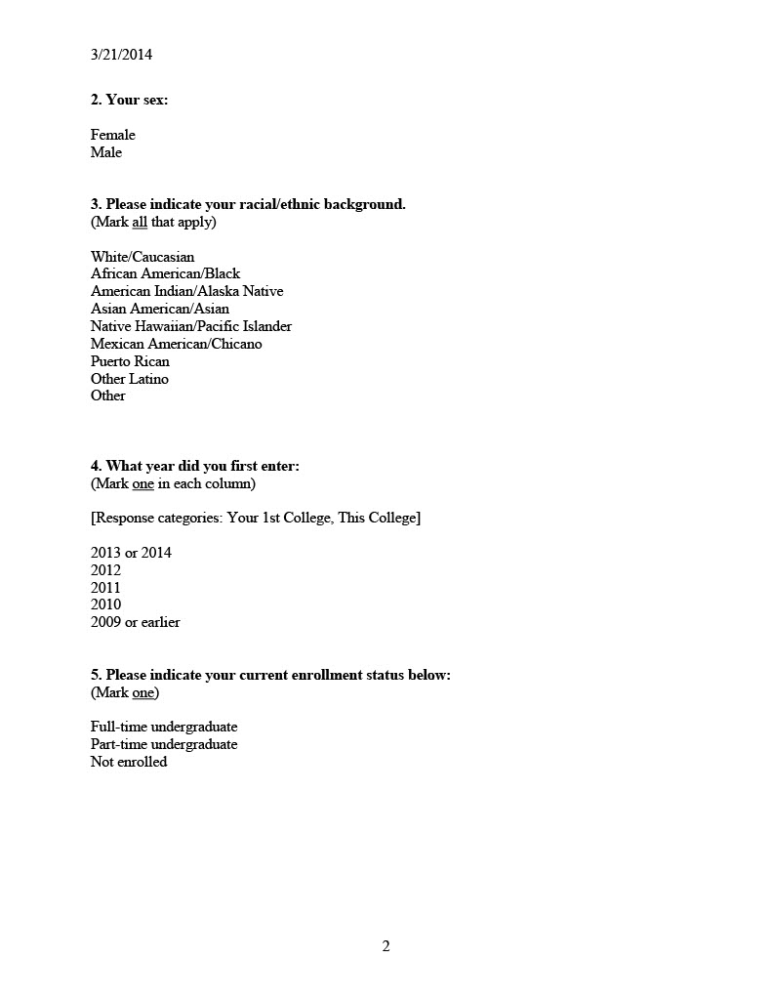 3/21/2014
2. Your sex:
Female
Male
3. Please indicate your racial/ethnic background.
(Mark all that apply)
White/Caucasian
African American/Black
American Indian/Alaska Native
Asian American/Asian
Native Hawaiian/Pacific Islander
Mexican American/Chicano
Puerto Rican
Other Latino
Other
4. What year did you first enter:
(Mark one in each column)
[Response categories: Your 1st College, This College]
2013 or 2014
2012
2011
2010
2009 or earlier
5. Please indicate your current enrollment status below:
(Mark one)
Full-time undergraduate
Part-time undergraduate
Not enrolled
2